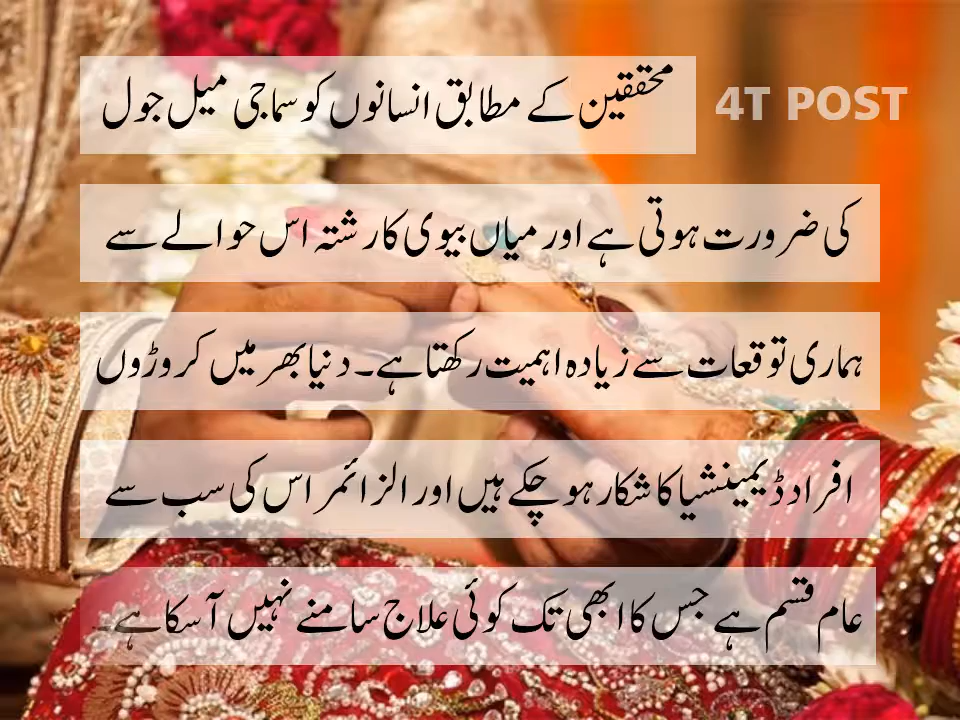 محققین کے مطابق انسانوں کو سماجی میل جول
4T POST
کی ضرورت ہوتی ہے اور میاں بیوی کا رشتہ اس حوالے سے
ہماری توقعات سے زیادہ اہمیت رکھتا ہے۔ دنیا بھر میں کروڑوں
افراد ڈیمینشیا کا شکار ہو چکے ہیں اور الزائمر اس کی سب سے
عام قسم ہے جس کا ابھی تک کوئی علاج سامنے نہیں آسکا ہے۔